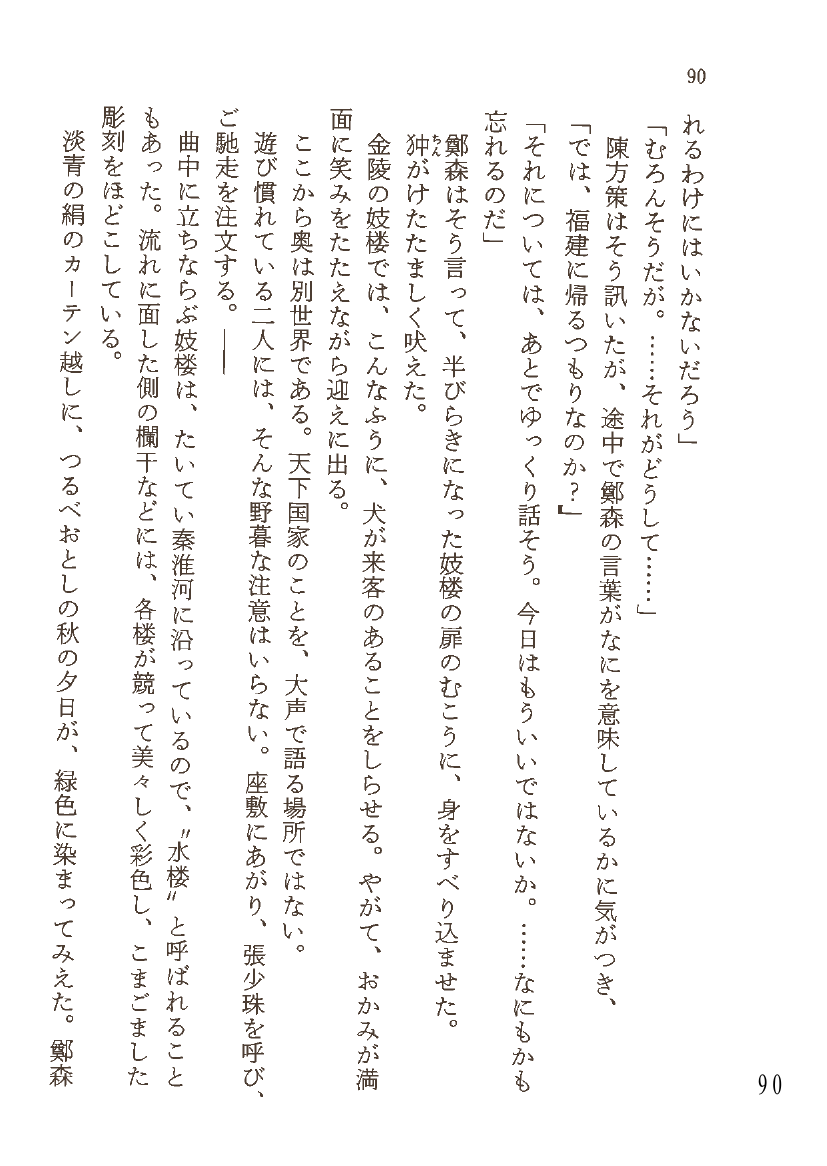 90
れるわけにはいかないだろう」
「むろんそうだが。……それがどうして……」
陳方策はそう訊いたが、途中で鄭森の言葉がなにを意味しているかに気がつき、
「では、福建に帰るつもりなのか？」
「それについては、あとでゆっくり話そう。今日はもういいではないか。……なにもかも
忘れるのだ」
鄭森はそう言って、半びらきになった妓楼の扉のむこうに、身をすべり込ませた。
ちん
狆がけたたましく吠えた。
金陵の妓楼では、こんなふうに、犬が来客のあることをしらせる。やがて、おかみが満
面に笑みをたたえながら迎えに出る。
ここから奥は別世界である。天下国家のことを、大声で語る場所ではない。
遊び慣れている二人には、そんな野暮な注意はいらない。座敷にあがり、張少珠を呼び、
ご馳走を注文する。――
曲中に立ちならぶ妓楼は、たいてい秦淮河に沿っているので、〝水楼〟と呼ばれること
もあった。流れに面した側の欄干などには、各楼が競って美々しく彩色し、こまごました
彫刻をほどこしている。
淡青の絹のカーテン越しに、つるべおとしの秋の夕日が、緑色に染まってみえた。鄭森
90